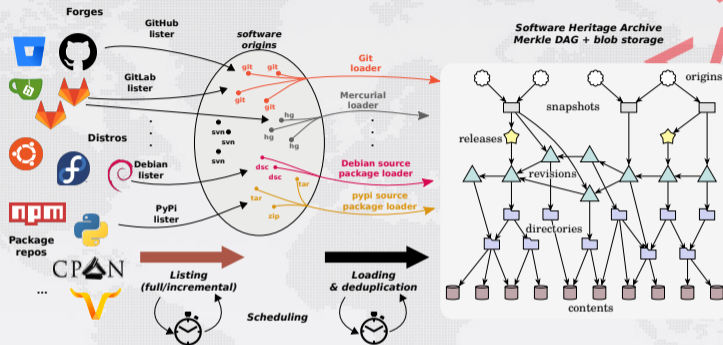 Forges
GitHub
lister
GitLab
lister
Distros
Debian
lister
PyPi
lister
npm
Package
repos
CPAN
...
software
origins
git
git
git
git
hg
hg
hg
svn
svn
svn
dsc
dsc
tar
tar
zip
Git
loader
Mercurial
loader
Debian source
package loader
pypi source
package loader
Listing
(full/incremental)
Scheduling
Loading
& deduplication
Software Heritage Archive
Merkle DAG + blob storage
origins
snapshots
releases
revisions
directories
contents